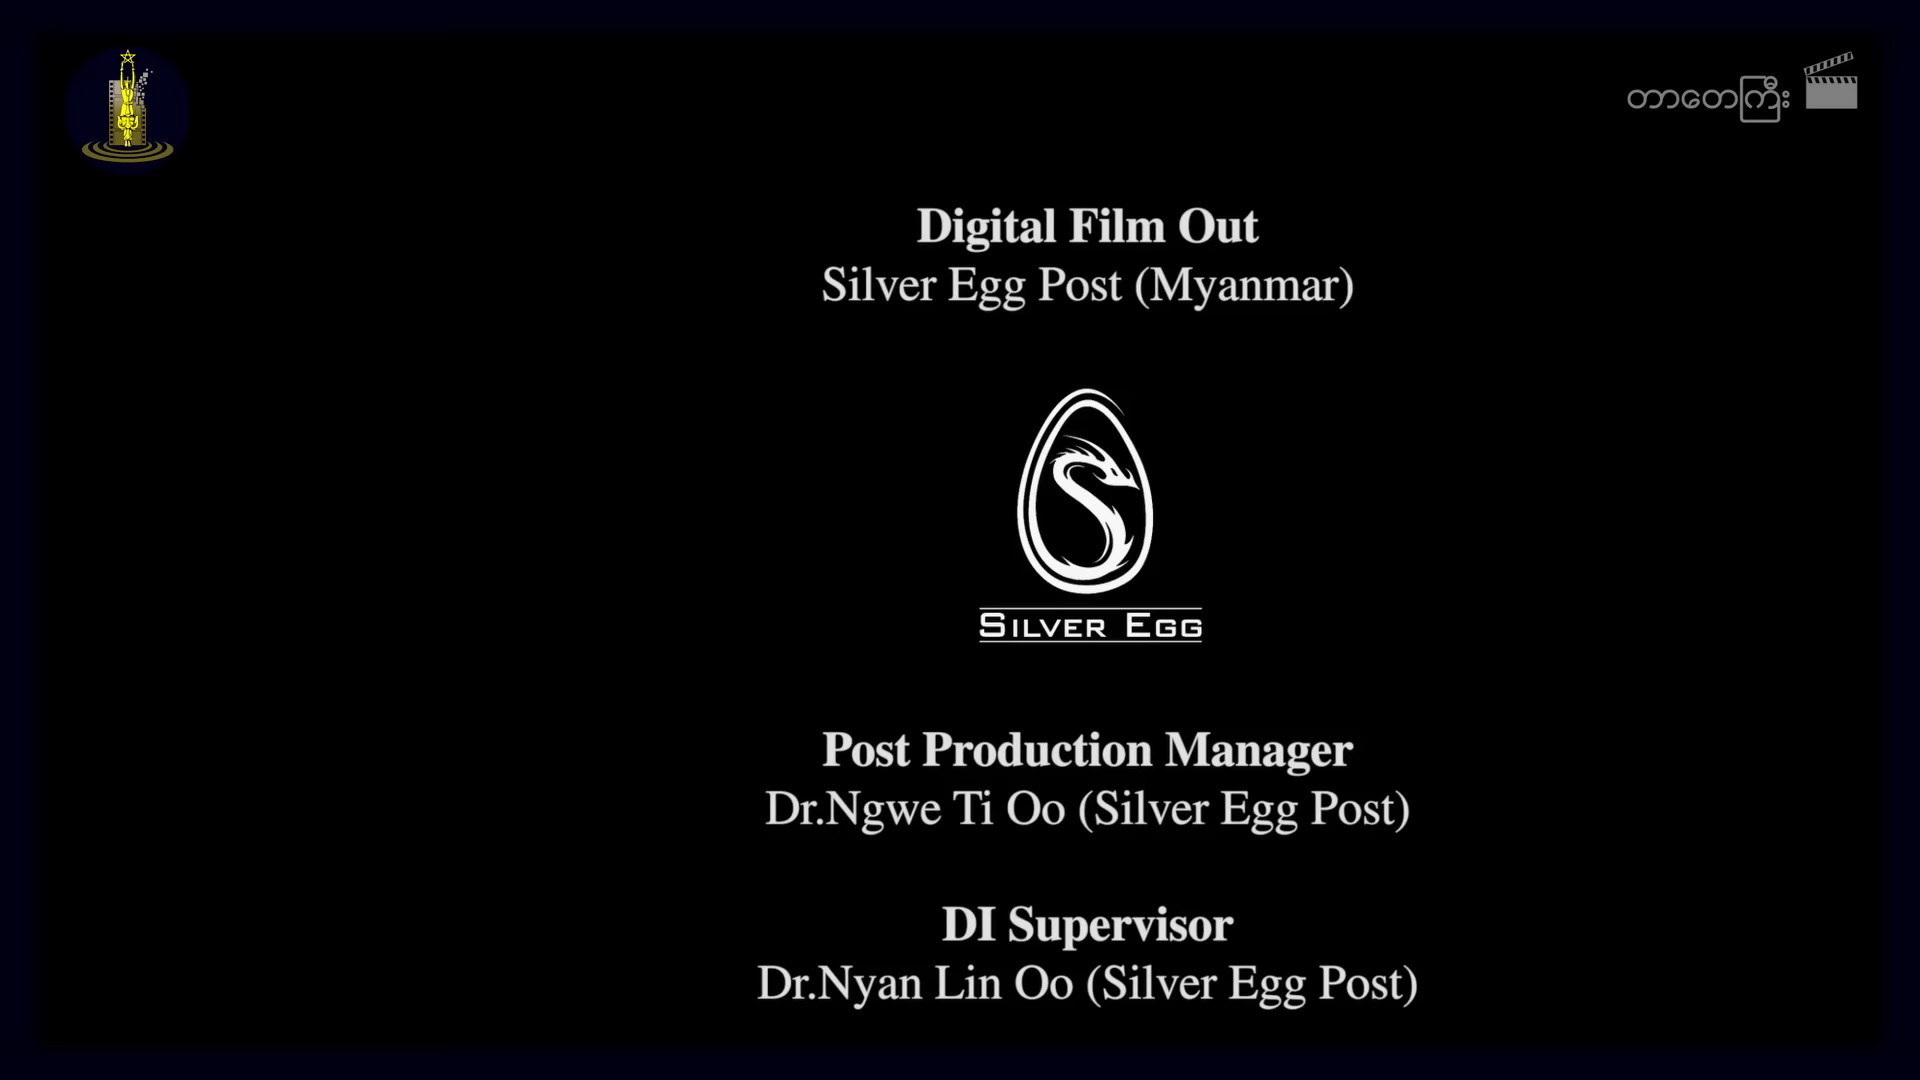 တာတေကြီး
Digital Film Out
Silver Egg Post (Myanmar)
SILVER EGG
Post Production Manager
Dr.Ngwe Ti Oo (Silver Egg Post)
DI Supervisor
Dr.Nyan Lin Oo (Silver Egg Post)